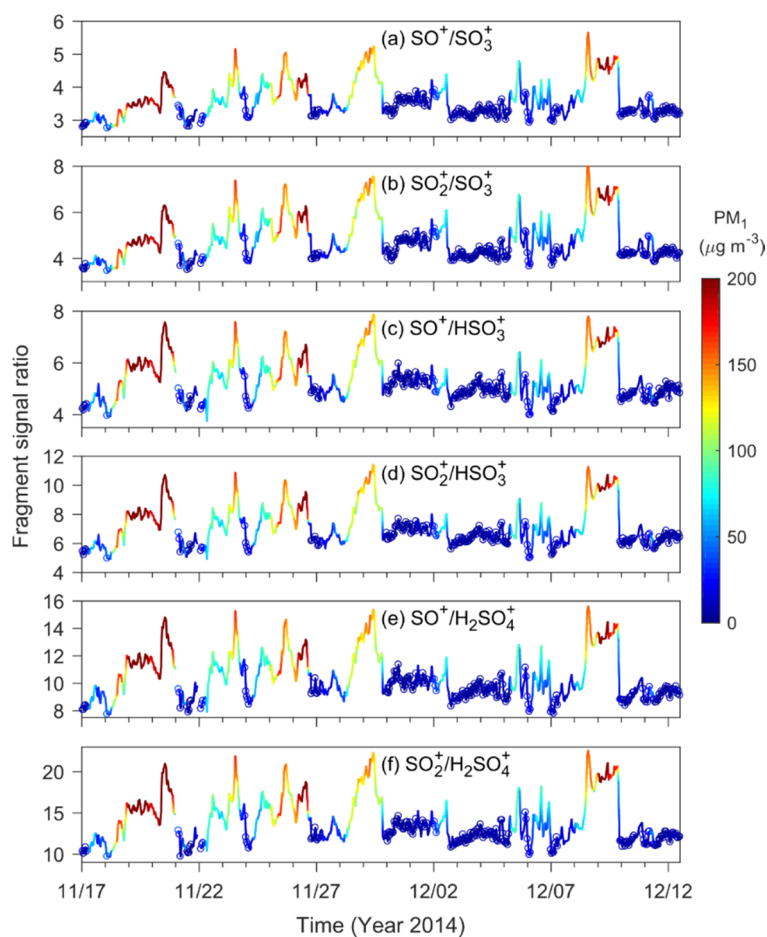 (a) SO⁺/SO₃⁺
6
5
4
3
(b) SO₂⁺/SO₃⁺
8
6
4
PM₁
(μg m⁻³)
200
150
100
50
0
(c) SO⁺/HSO₃⁺
8
6
4
Fragment signal ratio
(d) SO₂⁺/HSO₃⁺
12
10
8
6
4
(e) SO⁺/H₂SO₄⁺
16
14
12
10
8
(f) SO₂⁺/H₂SO₄⁺
20
15
10
11/17 11/22 11/27 12/02 12/07 12/12
Time (Year 2014)